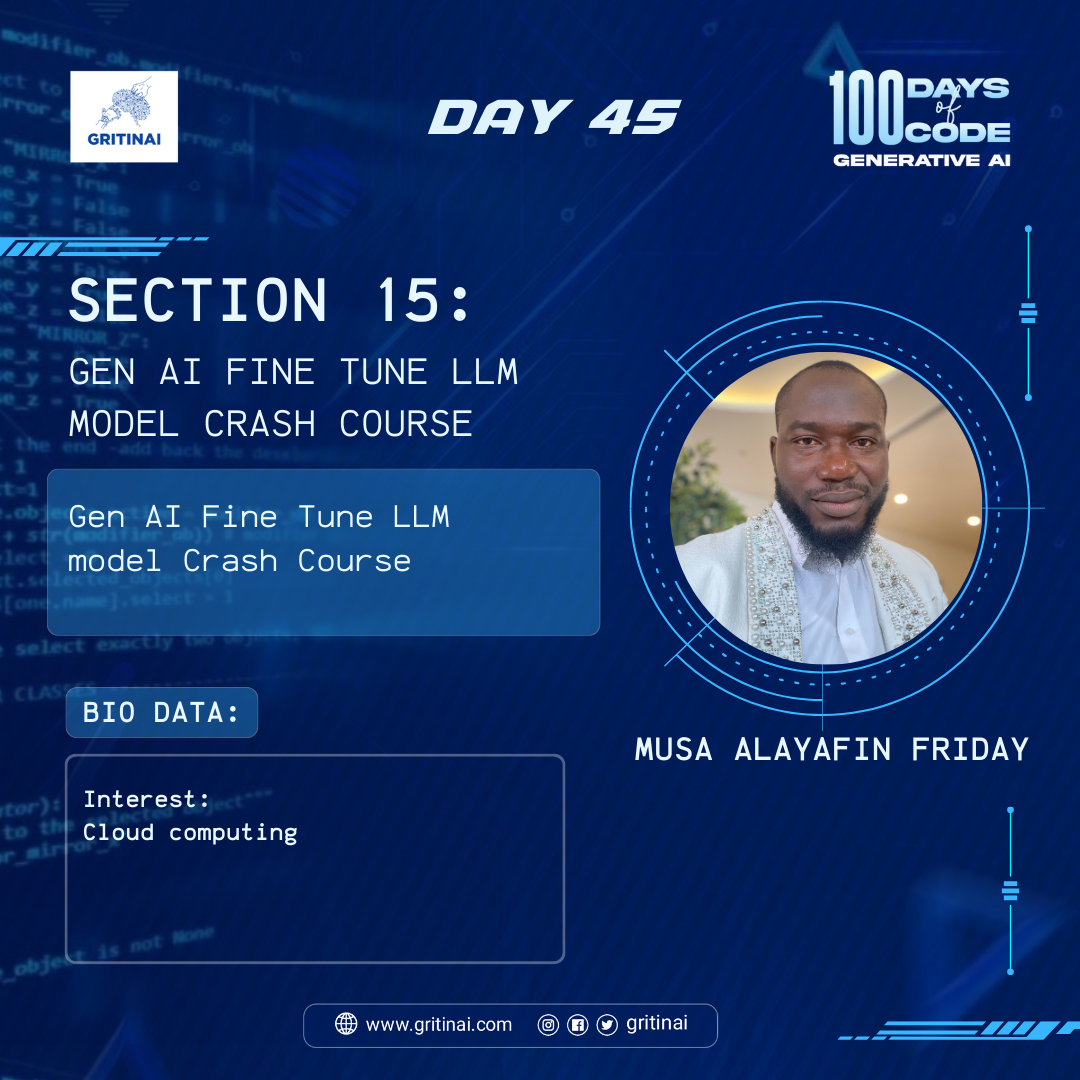 GRITINAI
DAY 45
100 DAYS
of
CODE
GENERATIVE AI
SECTION 15:
GEN AI FINE TUNE LLM
MODEL CRASH COURSE
Gen AI Fine Tune LLM
model Crash Course
BIO DATA:
Interest:
Cloud computing
MUSA ALAYAFIN FRIDAY
www.gritinai.com
gritinai